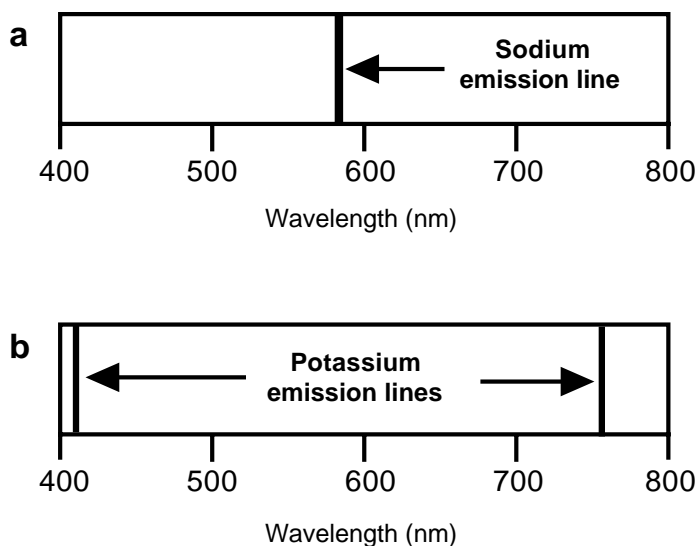 a
Sodium
emission line
400 500 600 700 800
Wavelength (nm)
b
Potassium
emission lines
400 500 600 700 800
Wavelength (nm)